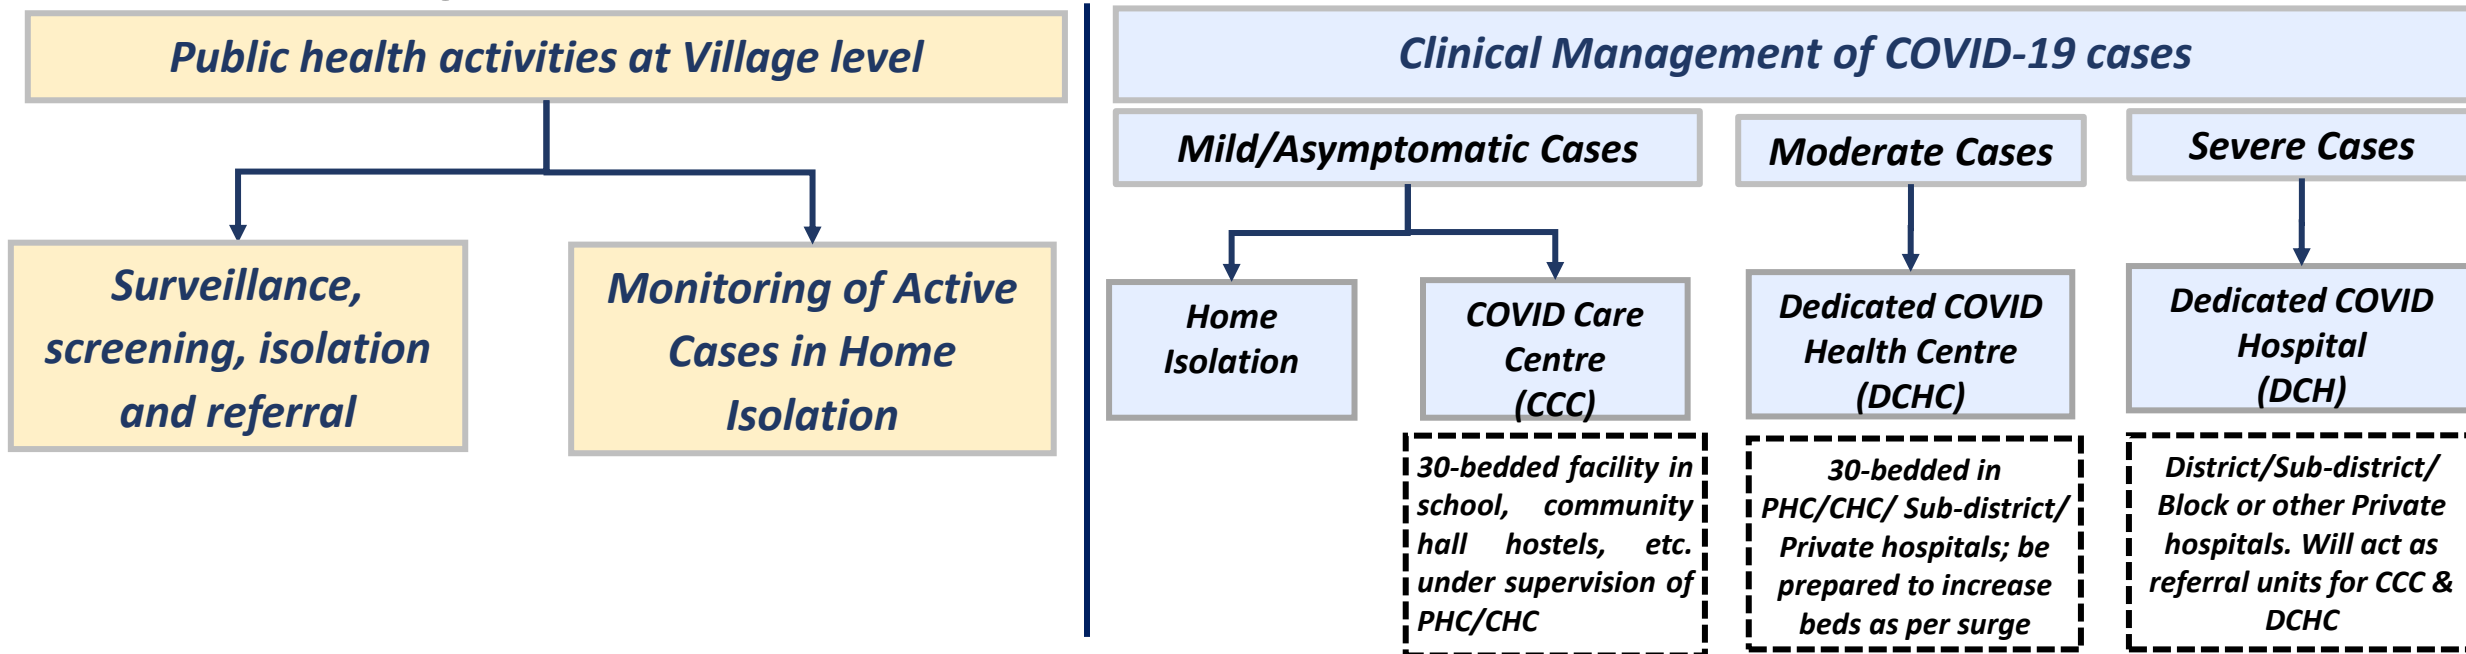 Public health activities at Village level
Surveillance,
screening, isolation
and referral
Monitoring of Active
Cases in Home
Isolation
Clinical Management of COVID-19 cases
Mild/Asymptomatic Cases
Moderate Cases
Severe Cases
Home
Isolation
COVID Care
Centre
(CCC)
Dedicated COVID
Health Centre
(DCHC)
Dedicated COVID
Hospital
(DCH)
30-bedded facility in
school, community
hall hostels, etc.
under supervision of
PHC/CHC
30-bedded in
PHC/CHC/ Sub-district/
Private hospitals; be
prepared to increase
beds as per surge
District/Sub-district/
Block or other Private
hospitals. Will act as
referral units for CCC &
DCHC